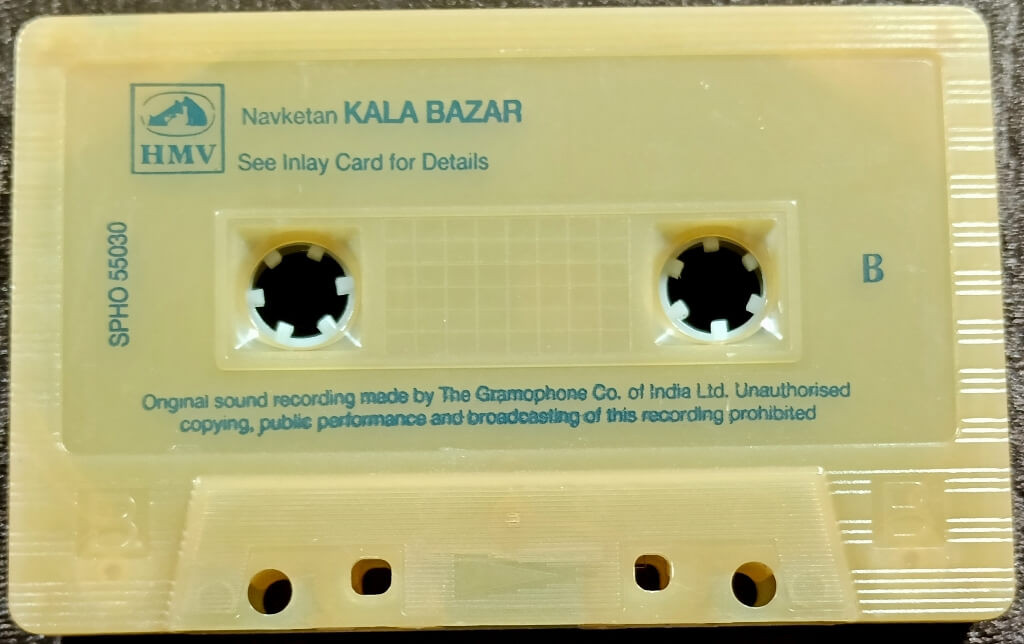 HMV
Navketan KALA BAZAR
See Inlay Card for Details
SPHO 55030
B
Original sound recording made by The Gramophone Co. of India Ltd. Unauthorised
copying, public performance and broadcasting of this recording prohibited
B
B